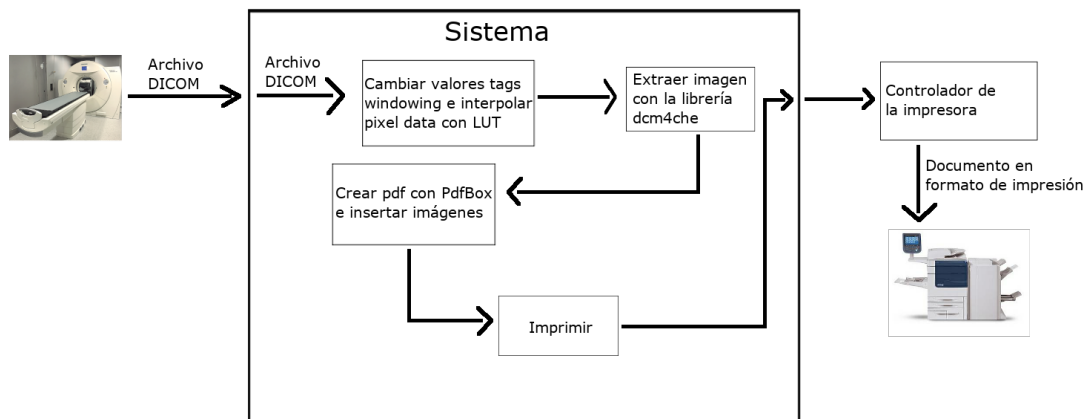 Sistema
Archivo
DICOM
Archivo
DICOM
Cambiar valores tags
windowing e interpolar
pixel data con LUT
Extraer imagen
con la librería
dcm4che
Controlador de
la impresora
Crear pdf con PdfBox
e insertar imágenes
Documento en
formato de impresión
Imprimir